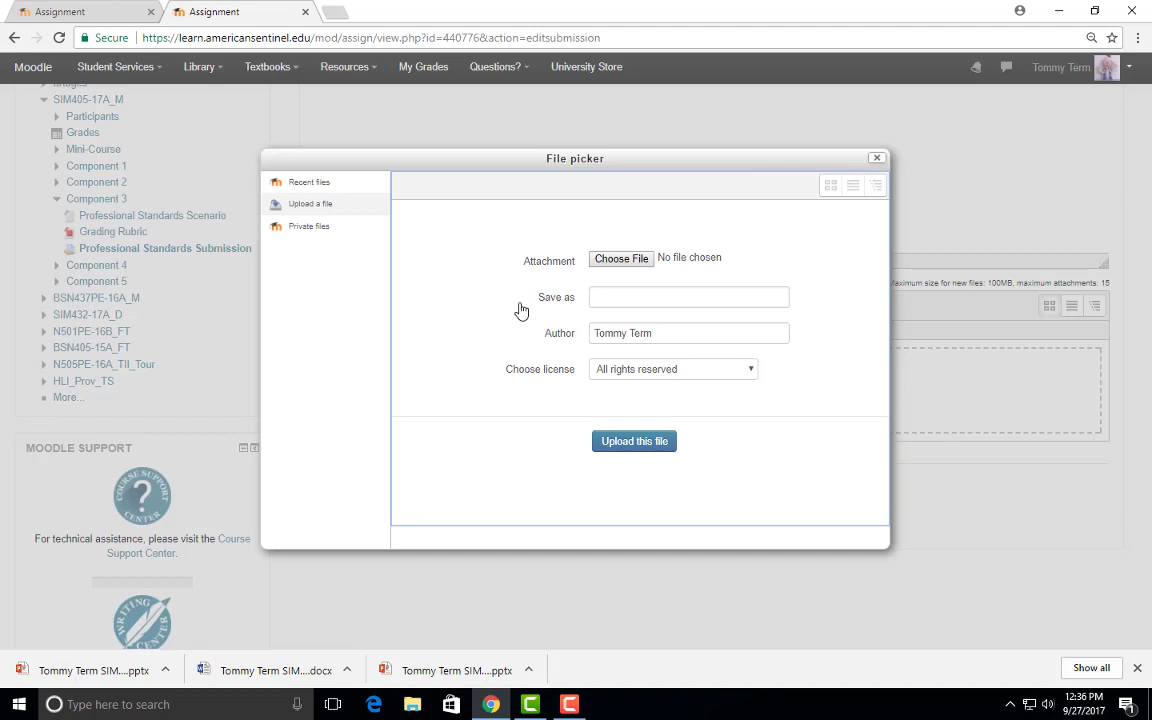 Assignment
Assignment
Secure
https://learn.americansentinel.edu/mod/assign/view.php?id=440776&action=editsubmission
Moodle
Student Services
Library
Textbooks
Resources
My Grades
Questions?
University Store
Tommy Term
SIM405-17A_M
Participants
Grades
Mini-Course
Component 1
Component 2
Component 3
Professional Standards Scenario
Grading Rubric
Professional Standards Submission
Component 4
Component 5
BSN437PE-16A_M
SIM432-17A_D
N501PE-16B_FT
BSN405-15A_FT
N505PE-16A_TII_Tour
HLI_Prov_TS
More...
MOODLE SUPPORT
COURSE SUPPORT
CENTER
For technical assistance, please visit the Course
Support Center.
WRITING
CENTER
File picker
Recent files
Upload a file
Private files
Attachment
Choose File
No file chosen
Save as
Author
Tommy Term
Choose license
All rights reserved
Upload this file
Maximum size for new files: 100MB, maximum attachments: 15
Tommy Term SIM....pptx
Tommy Term SIM....docx
Tommy Term SIM....pptx
Show all
Type here to search
12:36 PM
9/27/2017
1